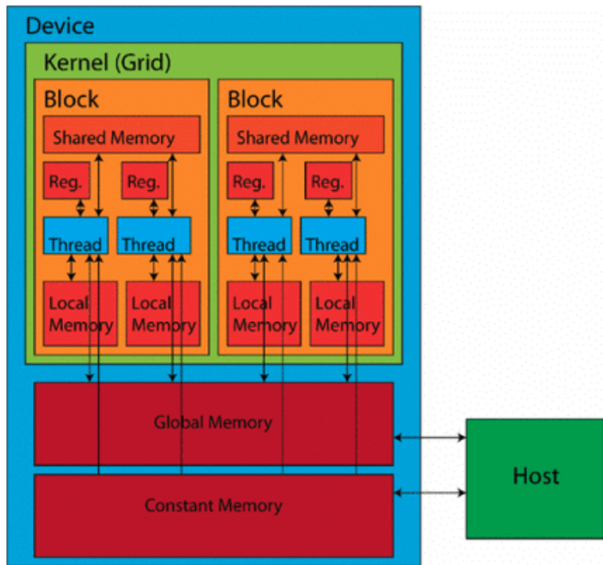 Device
Kernel (Grid)
Block
Block
Shared Memory
Shared Memory
Reg.
Reg.
Reg.
Reg.
Thread
Thread
Thread
Thread
Local
Memory
Local
Memory
Local
Memory
Local
Memory
Global Memory
Host
Constant Memory